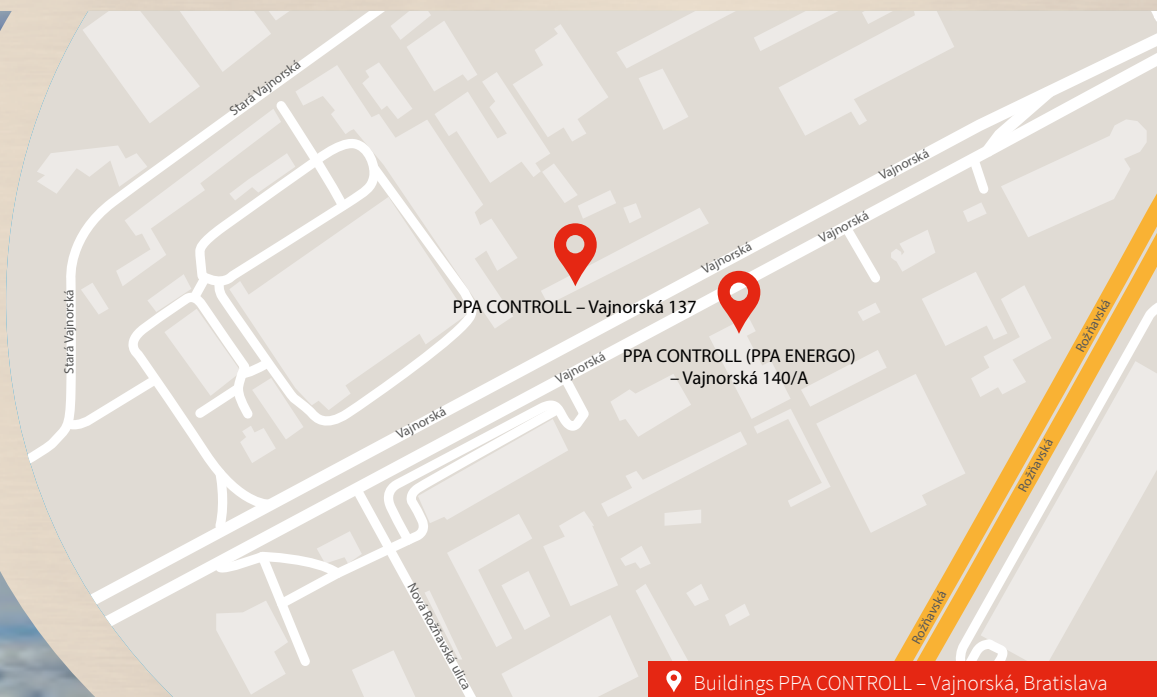 Stará Vajnorská
Vajnorská
Vajnorská
Vajnorská
Stará Vajnorská
PPA CONTROLL – Vajnorská 137
Rožňavská
PPA CONTROLL (PPA ENERGO)
– Vajnorská 140/A
Vajnorská
Vajnorská
Rožňavská
Nová Rožňavská ulica
Rožňavská
Buildings PPA CONTROLL – Vajnorská, Bratislava